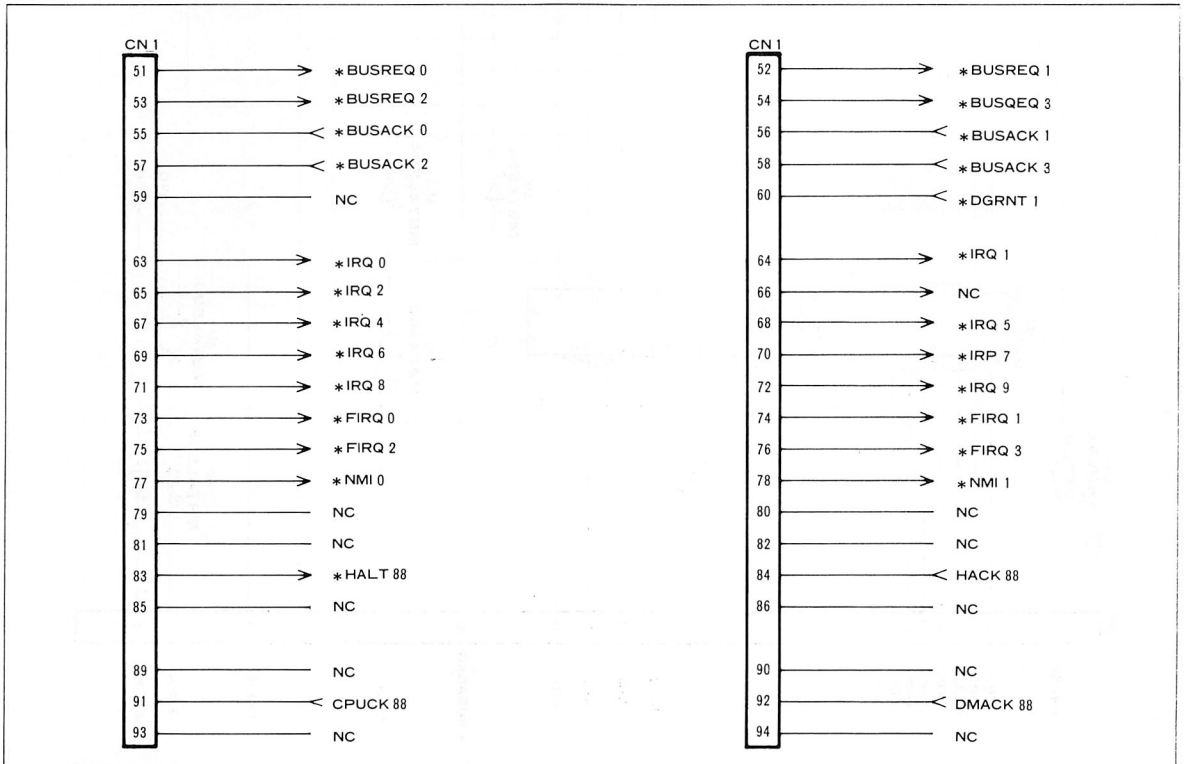 CN 1
51 *BUSREQ 0
53 *BUSREQ 2
55 *BUSACK 0
57 *BUSACK 2
59 NC
63 *IRQ 0
65 *IRQ 2
67 *IRQ 4
69 *IRQ 6
71 *IRQ 8
73 *FIRQ 0
75 *FIRQ 2
77 *NMI 0
79 NC
81 NC
83 *HALT 88
85 NC
89 NC
91 CPUCK 88
93 NC
CN 1
52 *BUSREQ 1
54 *BUSQEQ 3
56 *BUSACK 1
58 *BUSACK 3
60 *DGRNT 1
64 *IRQ 1
66 NC
68 *IRQ 5
70 *IRP 7
72 *IRQ 9
74 *FIRQ 1
76 *FIRQ 3
78 *NMI 1
80 NC
82 NC
84 HACK 88
86 NC
90 NC
92 DMACK 88
94 NC